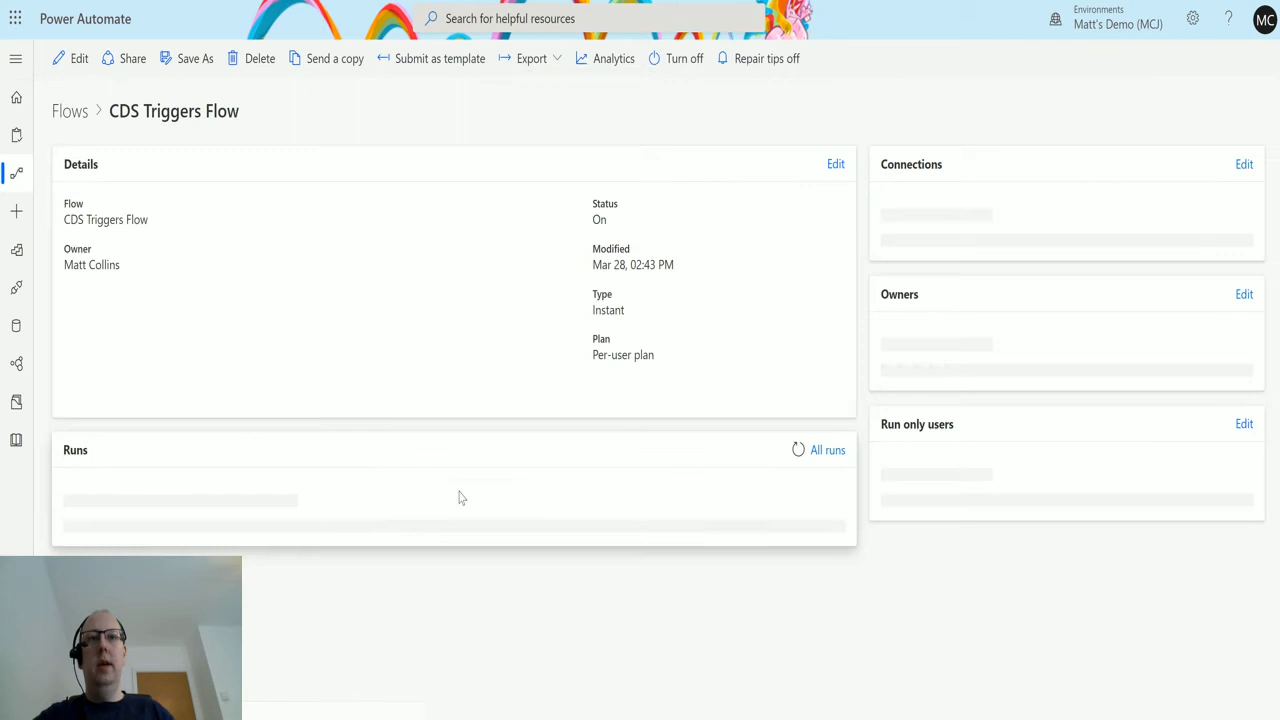 Power Automate
Search for helpful resources
Environments
Matt's Demo (MCJ)
?
MC
Edit
Share
Save As
Delete
Send a copy
Submit as template
Export
Analytics
Turn off
Repair tips off
Flows > CDS Triggers Flow
Details
Edit
Flow
CDS Triggers Flow
Owner
Matt Collins
Status
On
Modified
Mar 28, 02:43 PM
Type
Instant
Plan
Per-user plan
Connections
Edit
Owners
Edit
Run only users
Edit
Runs
All runs